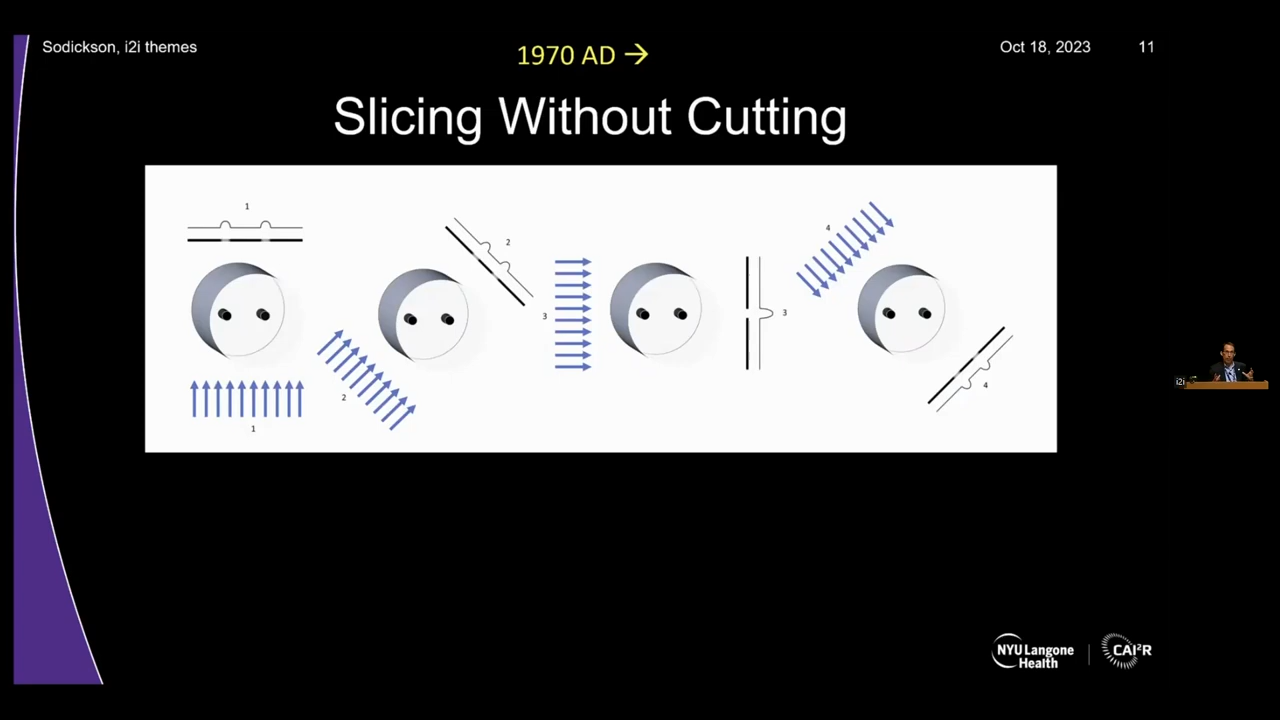 Sodickson, i2i themes
1970 AD →
Oct 18, 2023
11
Slicing Without Cutting
1
2
3
3
4
4
2
1
i2i
NYU Langone
Health
CAI²R